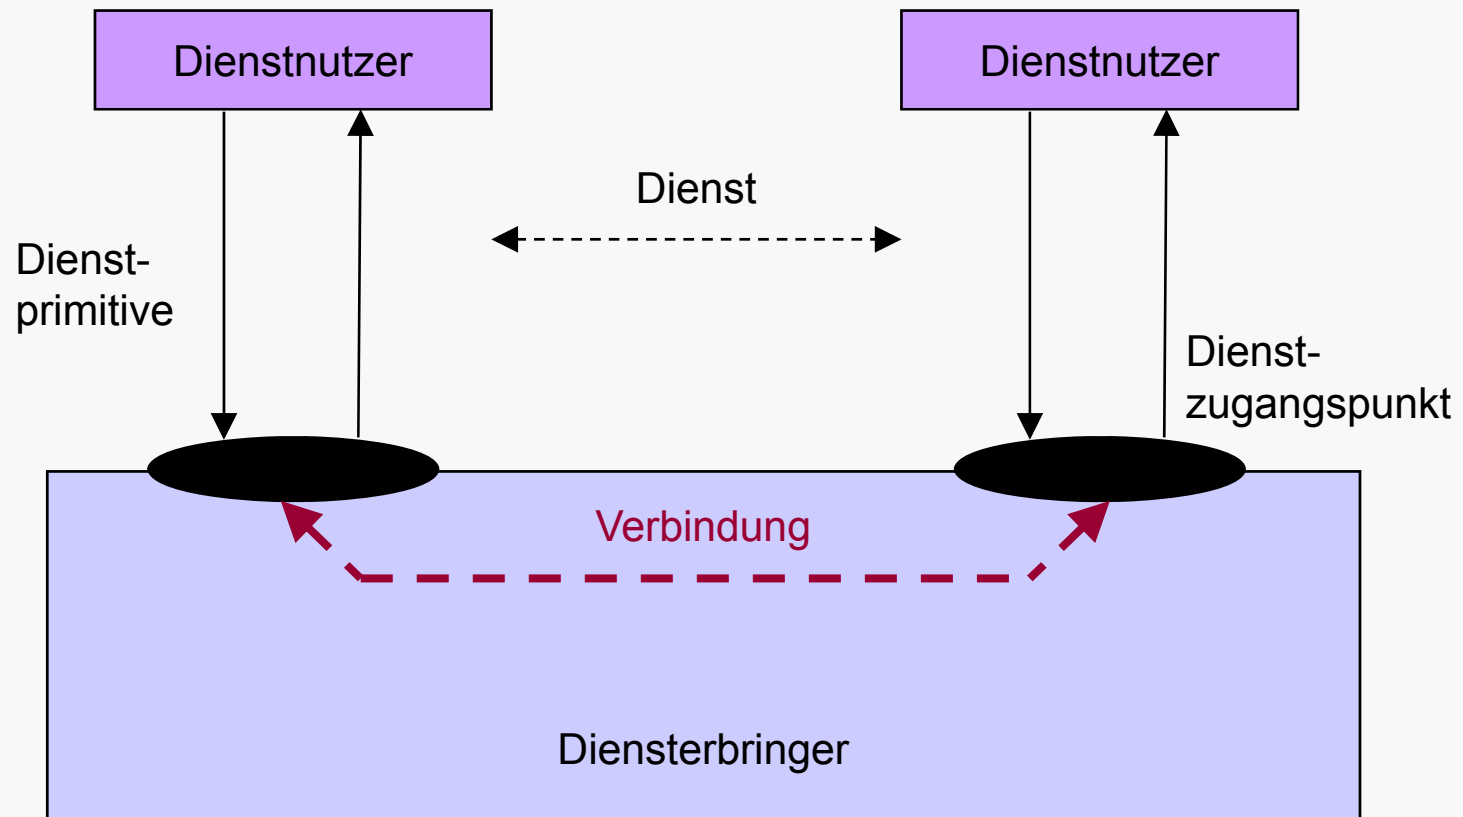 Dienstnutzer
Dienstnutzer
Dienst
Dienst-
primitive
Dienst-
zugangspunkt
Verbindung
Diensterbringer